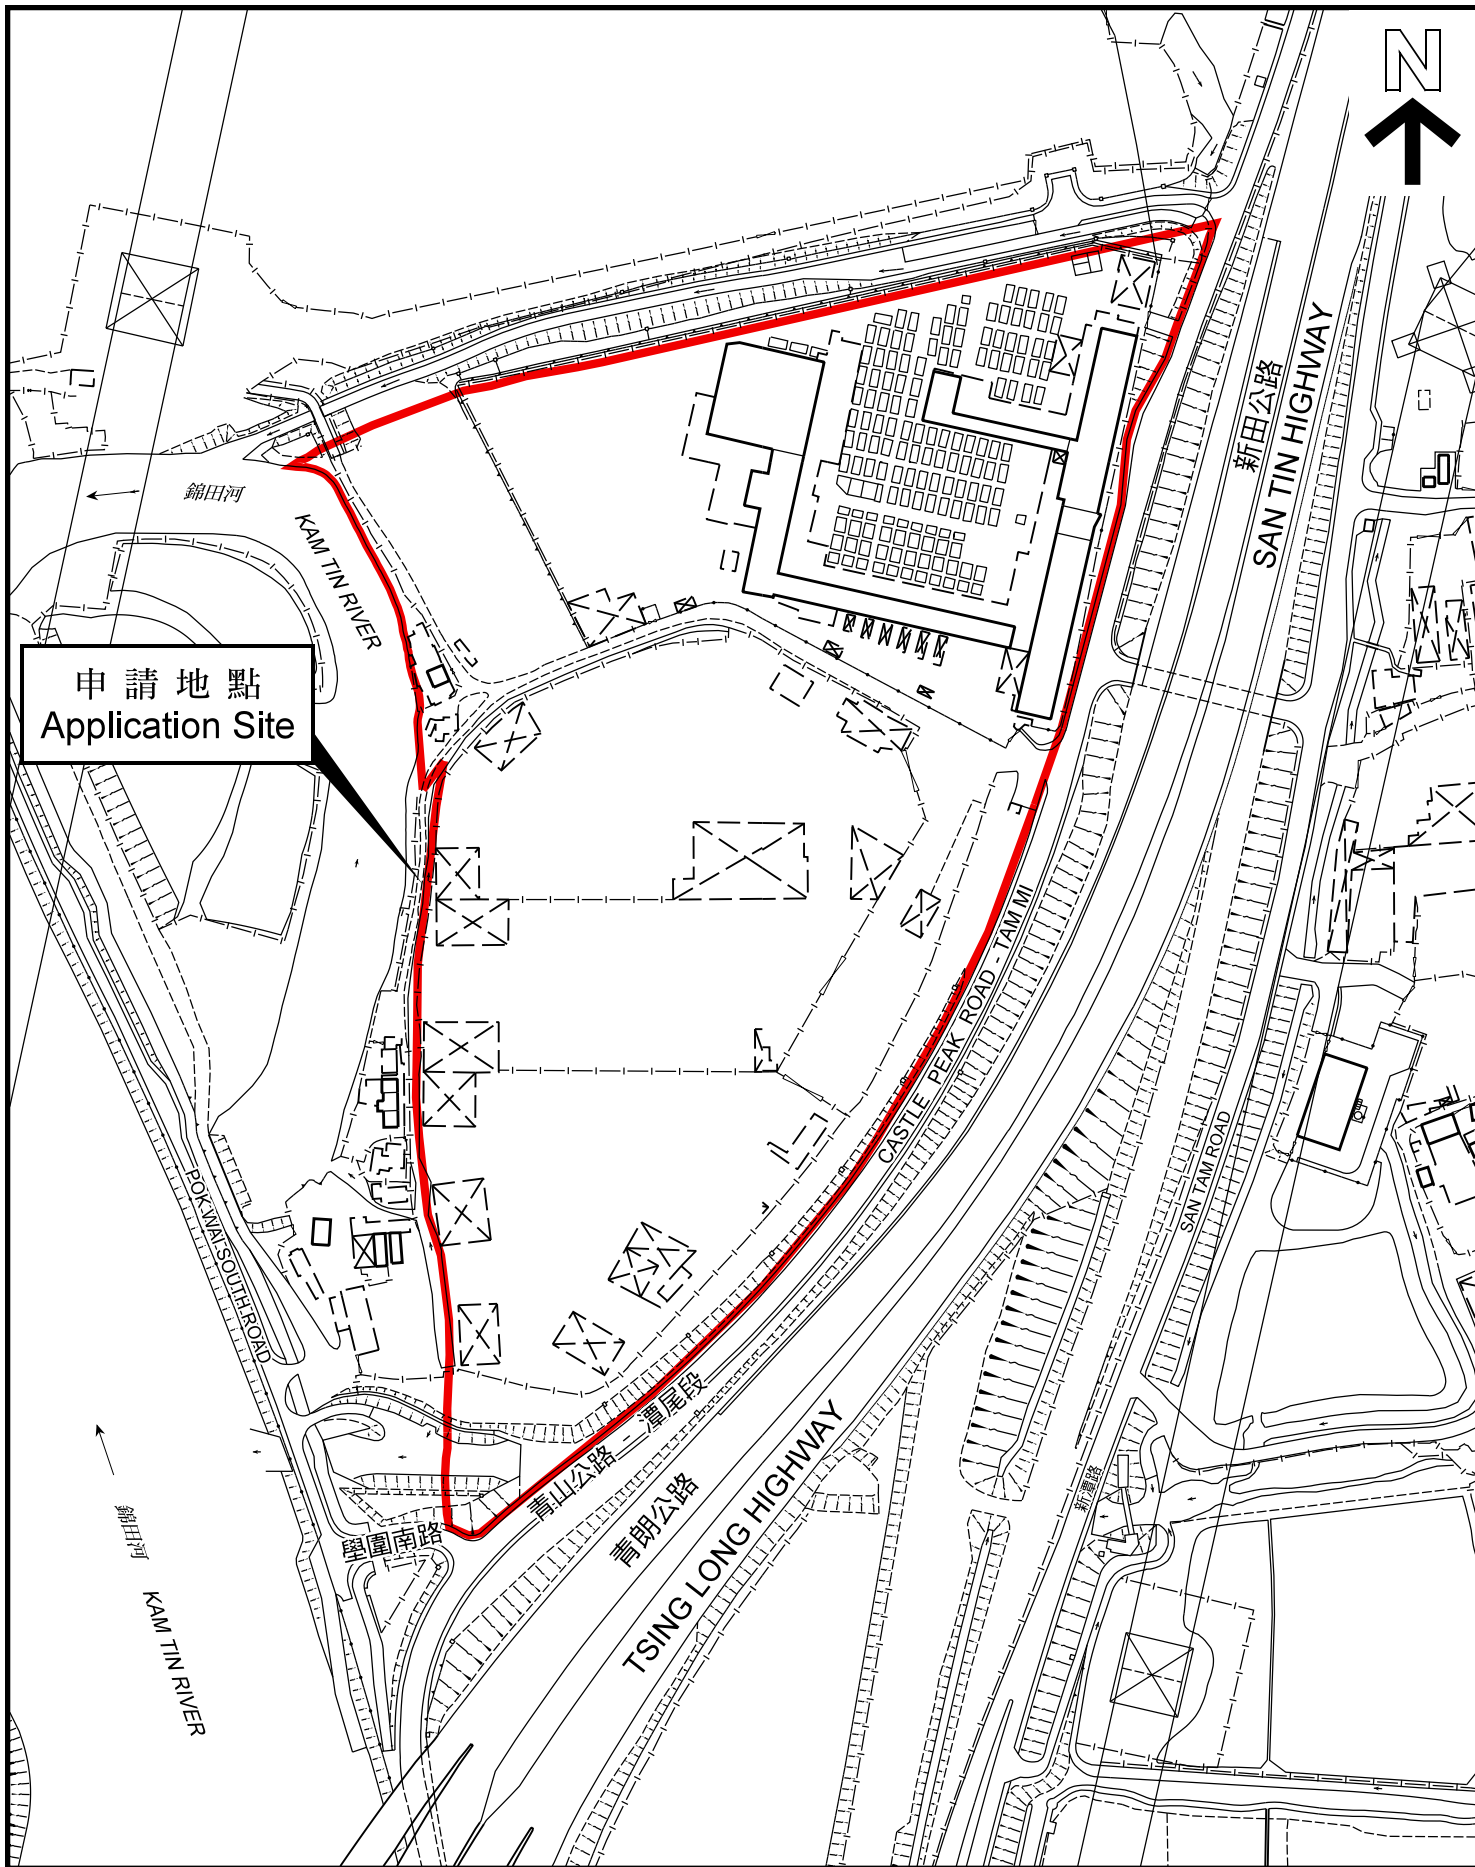 N
新田公路
SAN TIN HIGHWAY
錦田河
KAM TIN RIVER
申請地點
Application Site
CASTLE PEAK ROAD - TAM MI
SAN TAM ROAD
POK WAI SOUTH ROAD
潭尾段
青山公路
青朗公路
TSING LONG HIGHWAY
新潭路
學圍南路
錦田河
KAM TIN RIVER